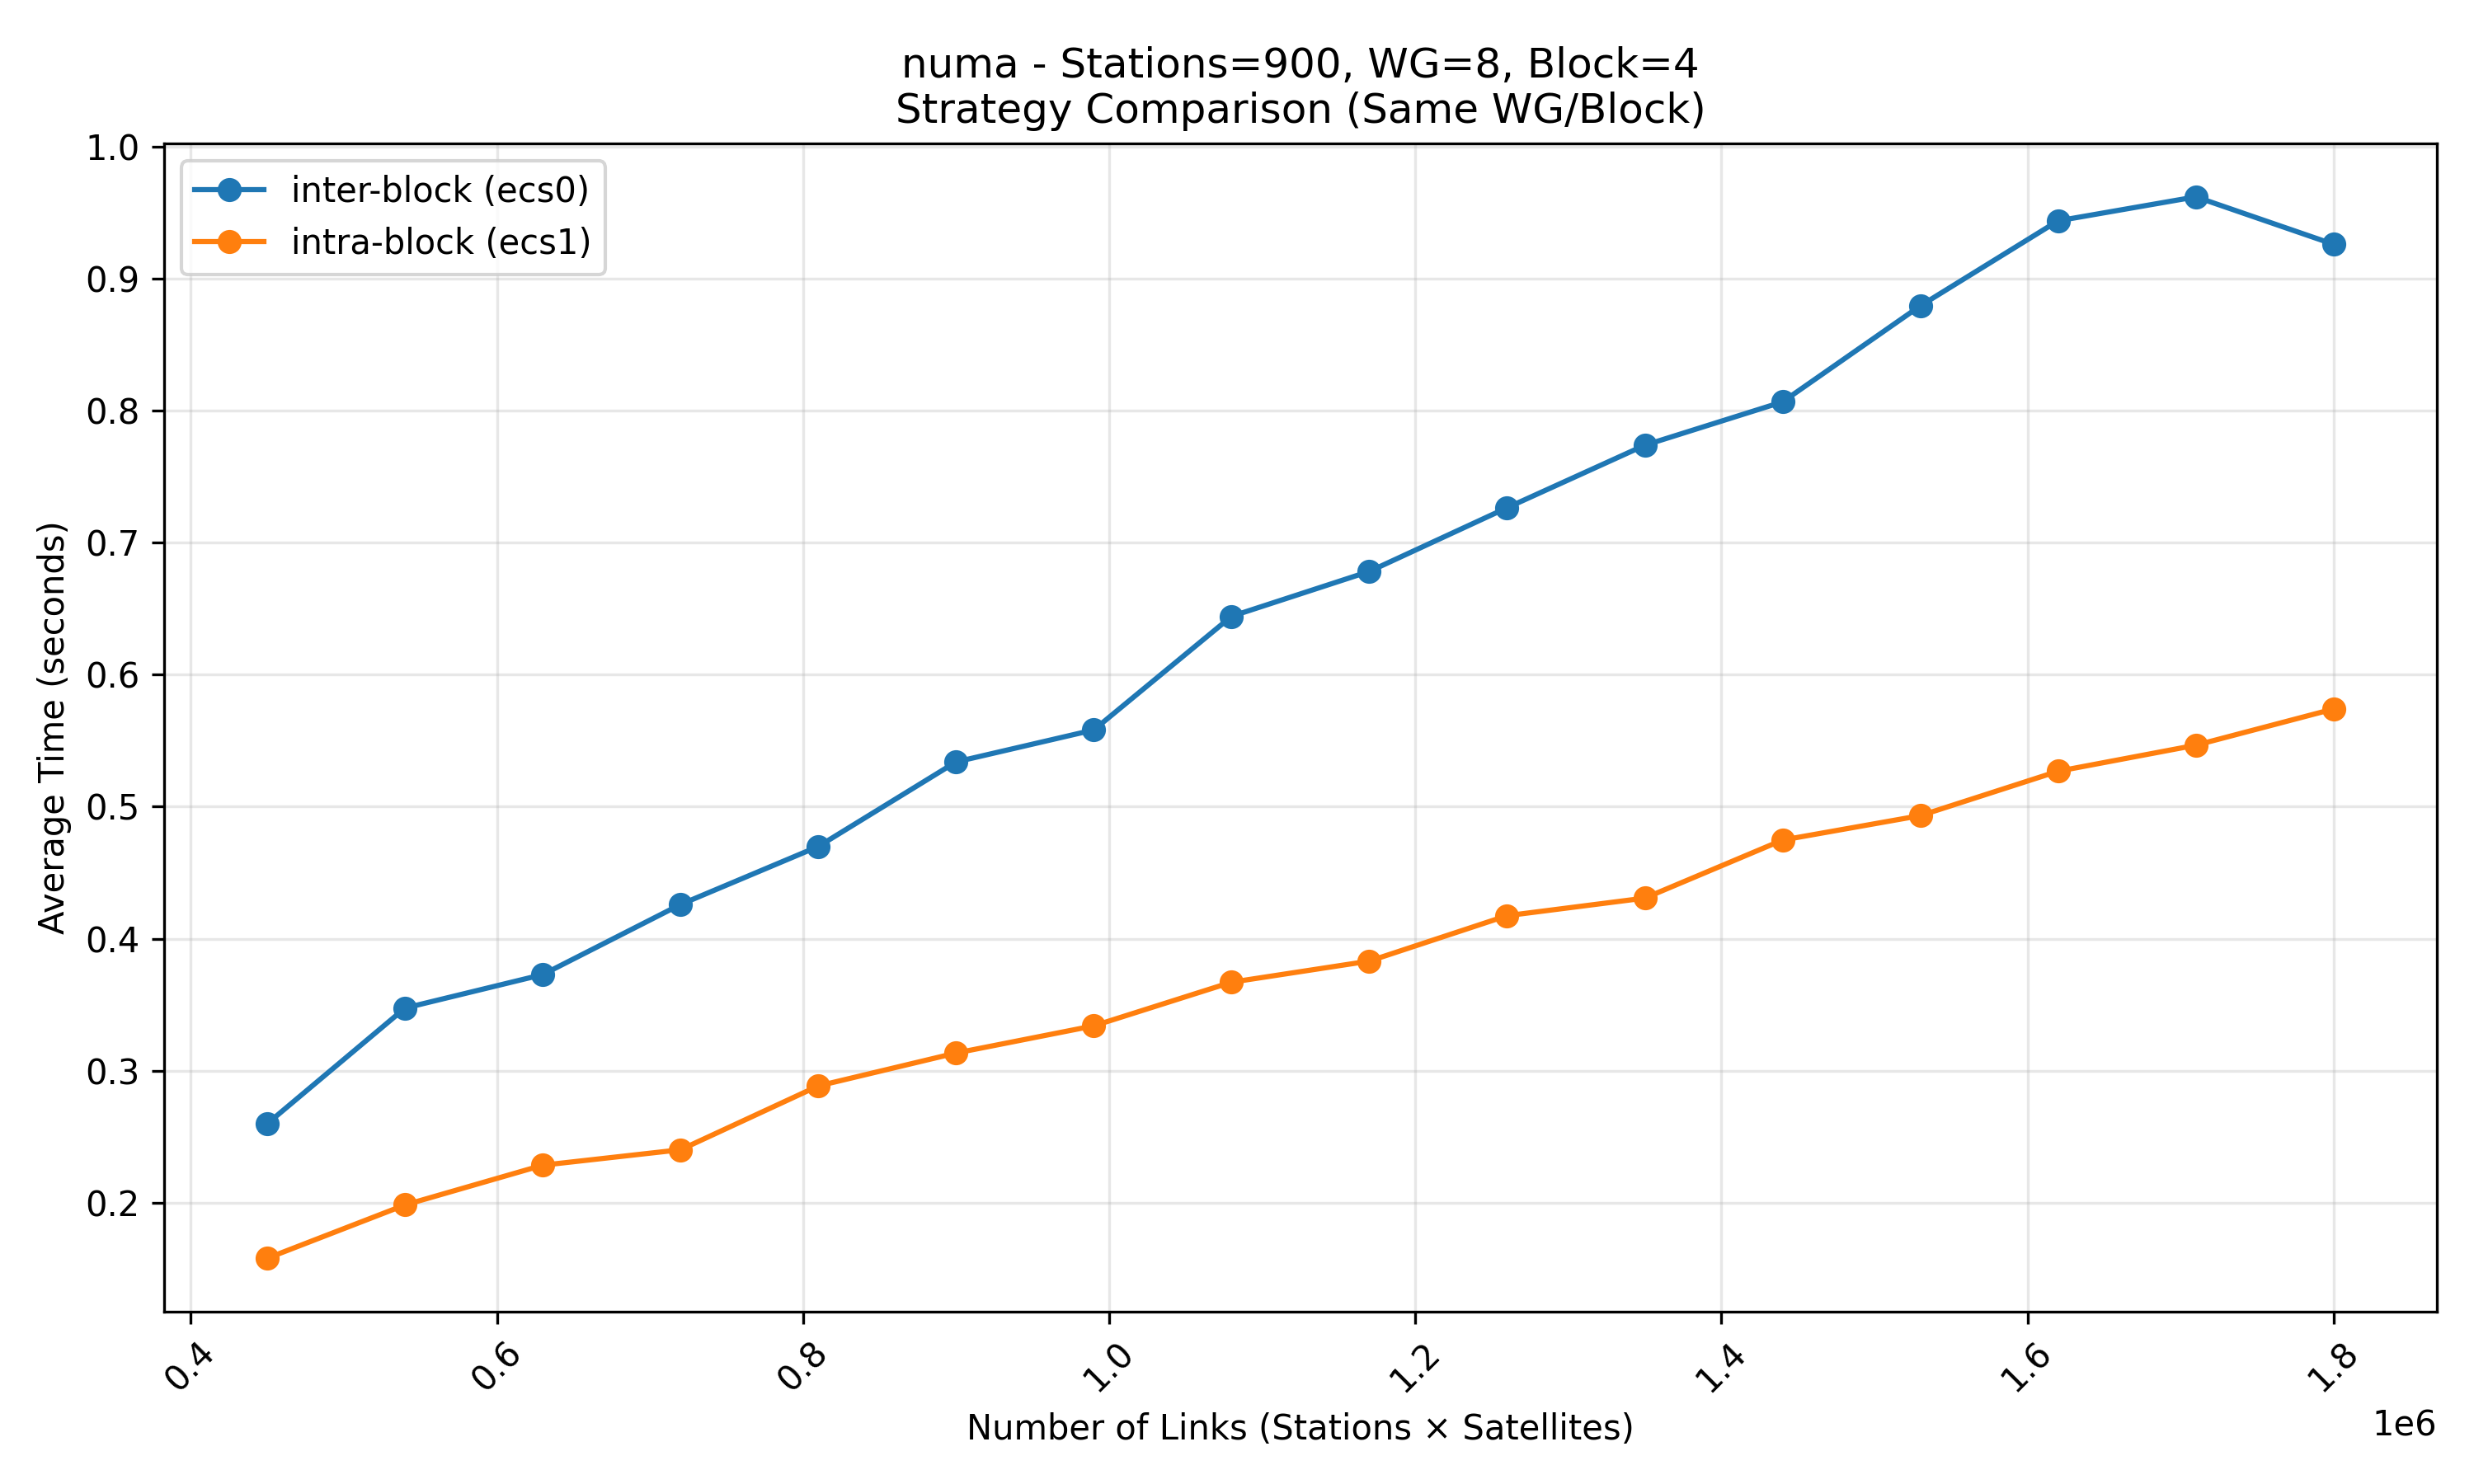 numa - Stations=900, WG=8, Block=4
Strategy Comparison (Same WG/Block)
inter-block (ecs0)
intra-block (ecs1)
Average Time (seconds)
1.0
0.9
0.8
0.7
0.6
0.5
0.4
0.3
0.2
0.4
0.6
0.8
1.0
1.2
1.4
1.6
1.8
1e6
Number of Links (Stations × Satellites)